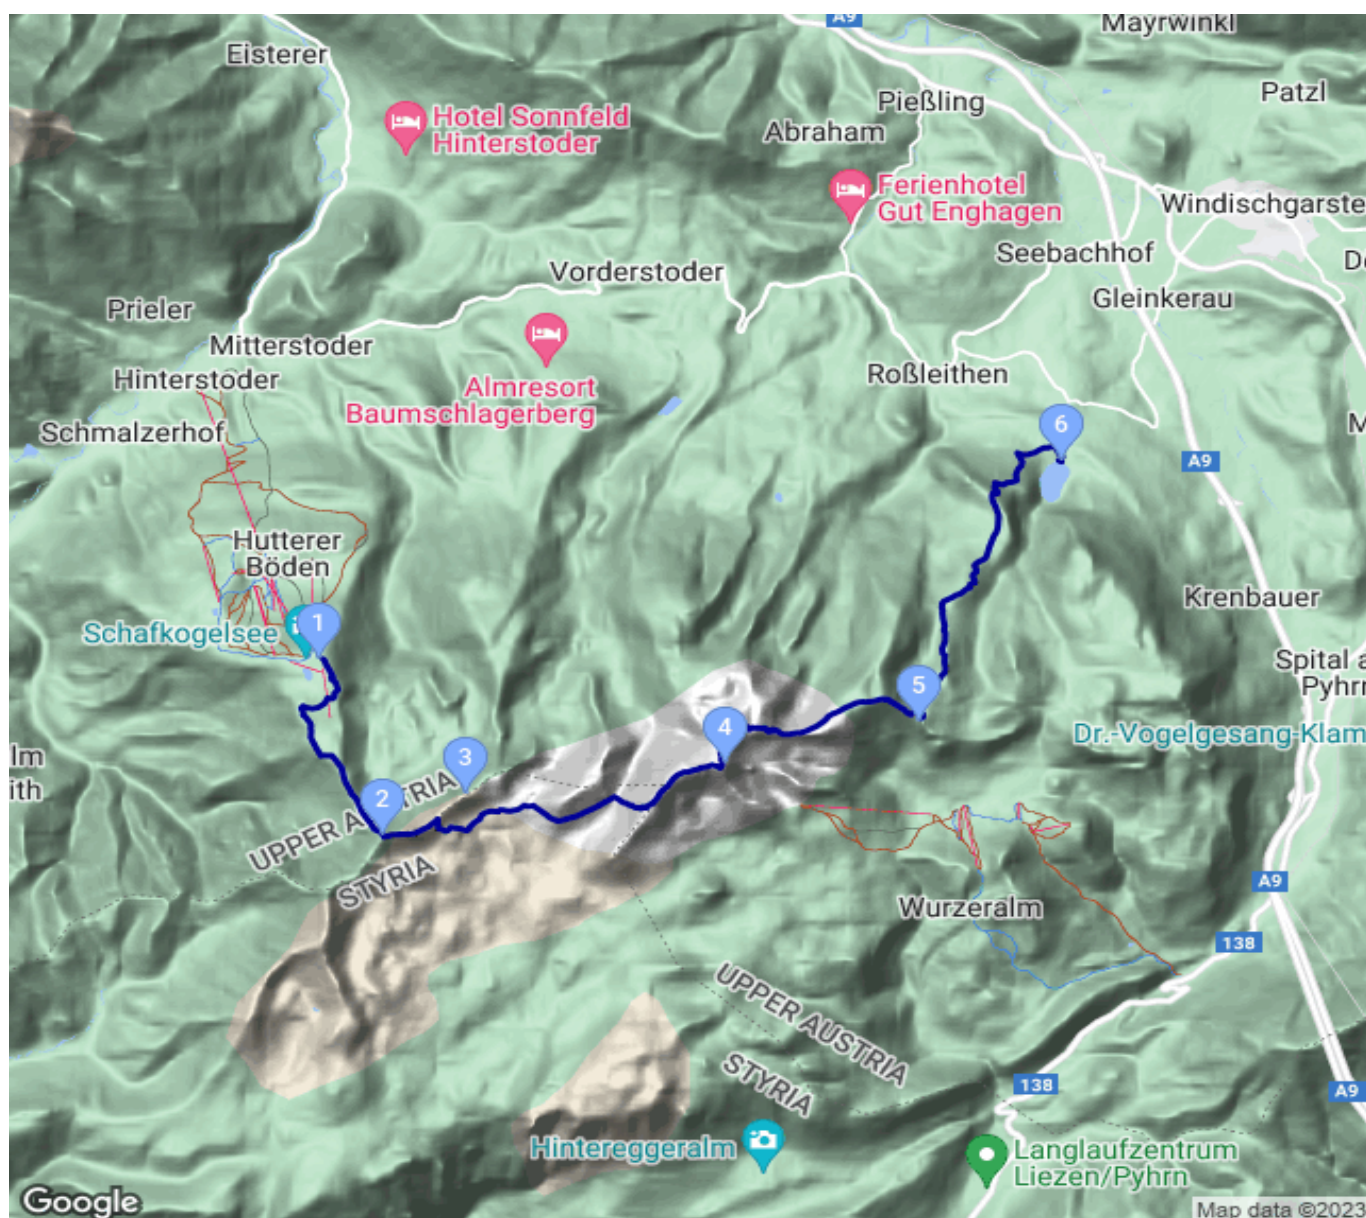 A9
Mayrwinkl
Eisterer
Patzl
Pießling
Hotel Sonnfeld
Hinterstoder
Abraham
Ferienhotel
Gut Enghagen
Windischgarste
Seebachhof
Vorderstoder
De
Gleinkerau
Prieler
Mitterstoder
Hinterstoder
Roßleithen
Almresort
Baumschlagerberg
Schmalzerhof
M
6
A9
Hutterer
Böden
Krenbauer
Schafkogelsee
1
Spital a
Pyhrn
5
4
Dr.-Vogelgesang-Klam
lm
ith
3
2
UPPER AUSTRIA
STYRIA
A9
Wurzeralm
138
UPPER AUSTRIA
STYRIA
138
A9
Hintereggeralm
Langlaufzentrum
Liezen/Pyhrn
Google
Map data ©2023